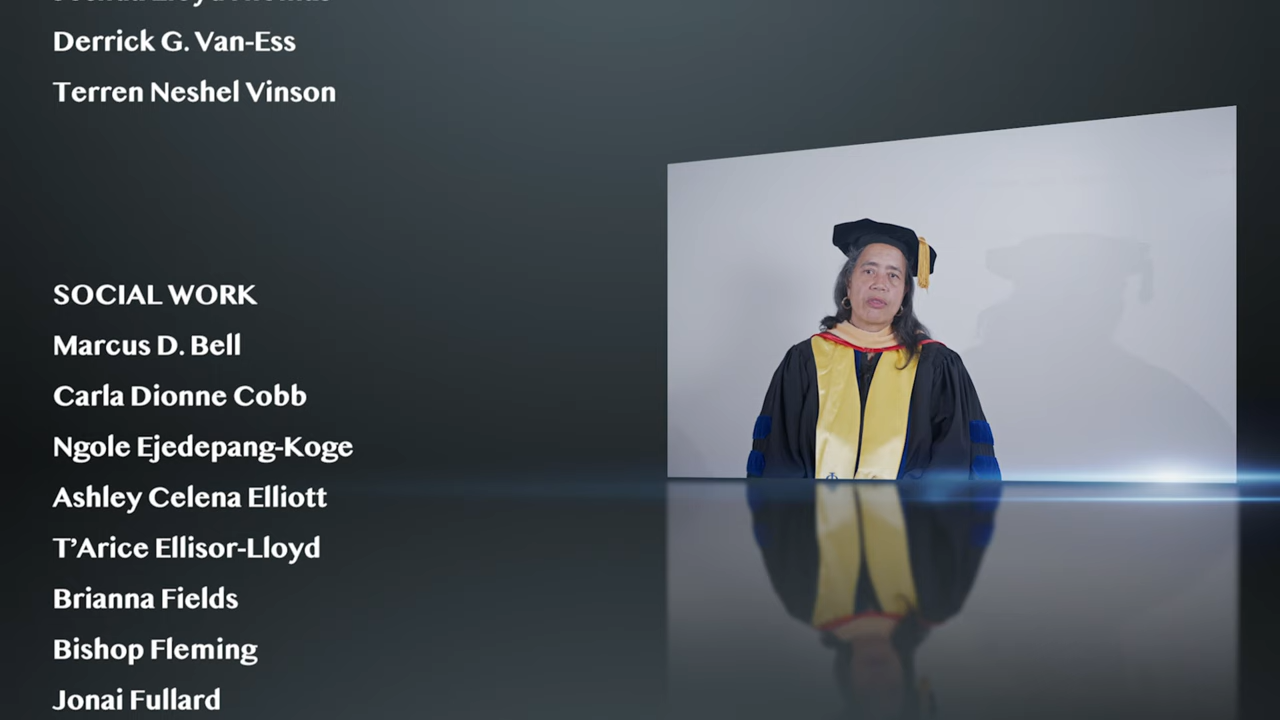 Derrick G. Van-Ess
Terren Neshel Vinson
SOCIAL WORK
Marcus D. Bell
Carla Dionne Cobb
Ngole Ejedepang-Koge
Ashley Celena Elliott
T’Arice Ellisor-Lloyd
Brianna Fields
Bishop Fleming
Jonai Fullard